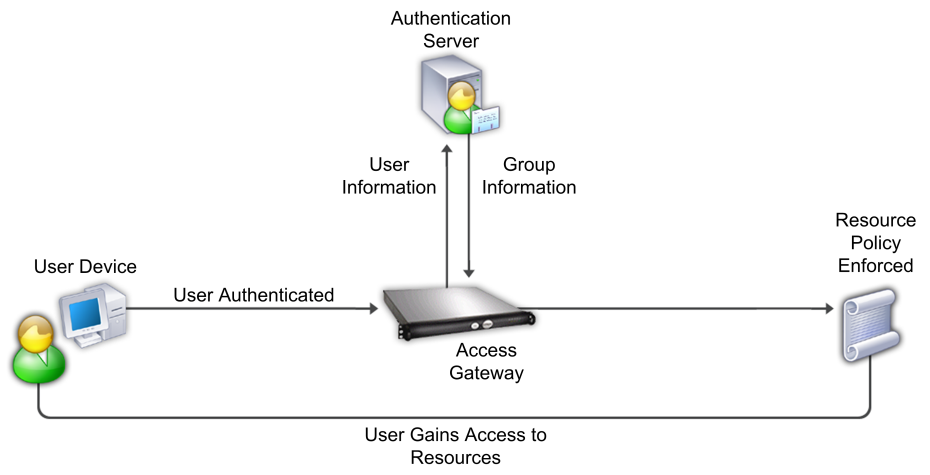 Authentication
Server
User
Information
Group
Information
Resource
Policy
Enforced
User Device
User Authenticated
Access
Gateway
User Gains Access to
Resources